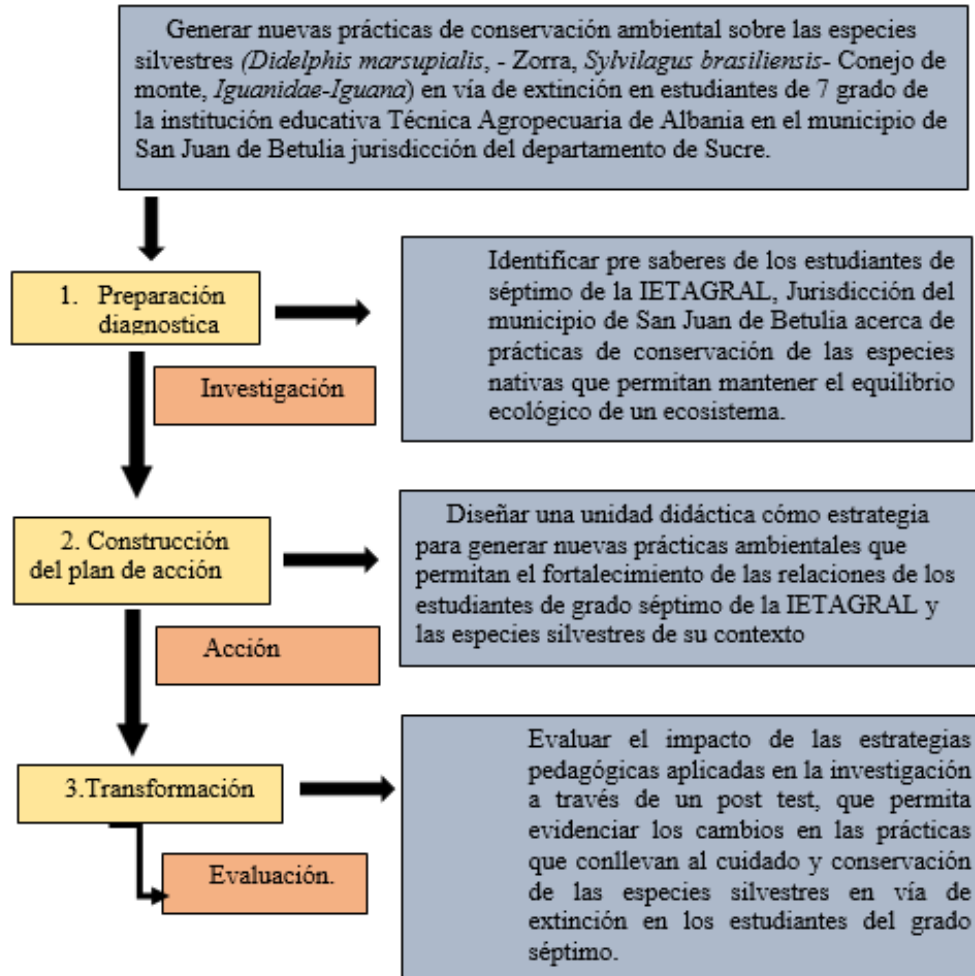 Generar nuevas prácticas de conservación ambiental sobre las especies
silvestres (Didelphis marsupialis, - Zorra, Sylvilagus brasiliensis- Conejo de
monte, Iguanidae-Iguana) en vía de extinción en estudiantes de 7 grado de
la institución educativa Técnica Agropecuaria de Albania en el municipio de
San Juan de Betulia jurisdicción del departamento de Sucre.
1. Preparación
diagnostica
Identificar pre saberes de los estudiantes de
séptimo de la IETAGRAL, Jurisdicción del
municipio de San Juan de Betulia acerca de
prácticas de conservación de las especies
nativas que permitan mantener el equilibrio
ecológico de un ecosistema.
Investigación
2. Construcción
del plan de acción
Diseñar una unidad didáctica cómo estrategia
para generar nuevas prácticas ambientales que
permitan el fortalecimiento de las relaciones de los
estudiantes de grado séptimo de la IETAGRAL y
las especies silvestres de su contexto
Acción
3.Transformación
Evaluar el impacto de las estrategias
pedagógicas aplicadas en la investigación
a través de un post test, que permita
evidenciar los cambios en las prácticas
que conllevan al cuidado y conservación
de las especies silvestres en vía de
extinción en los estudiantes del grado
séptimo.
Evaluación.